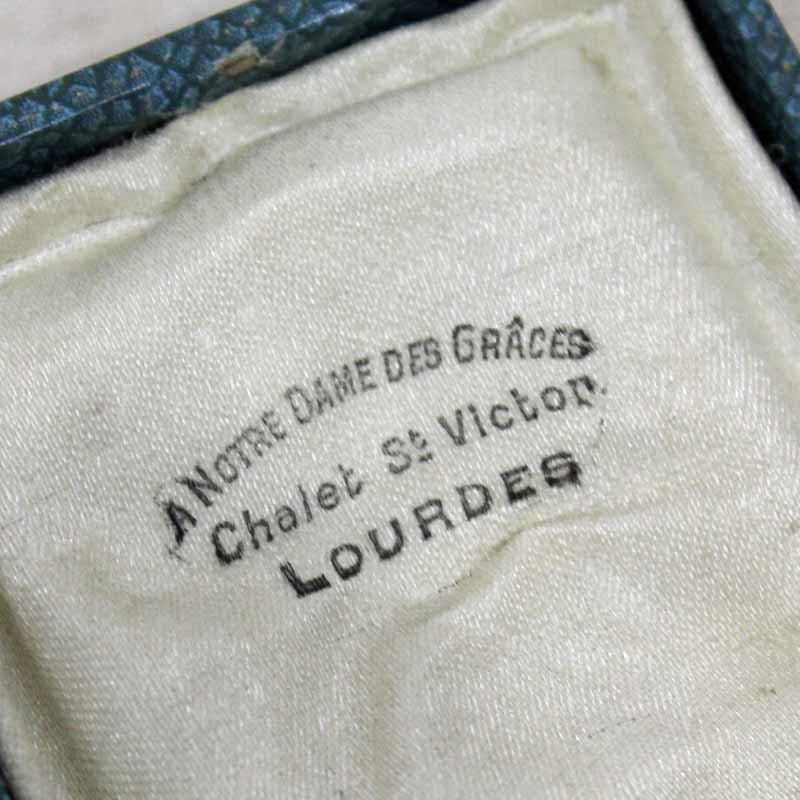 A NOTRE DAME DES GRÂCES
Chalet St Victor
LOURDES